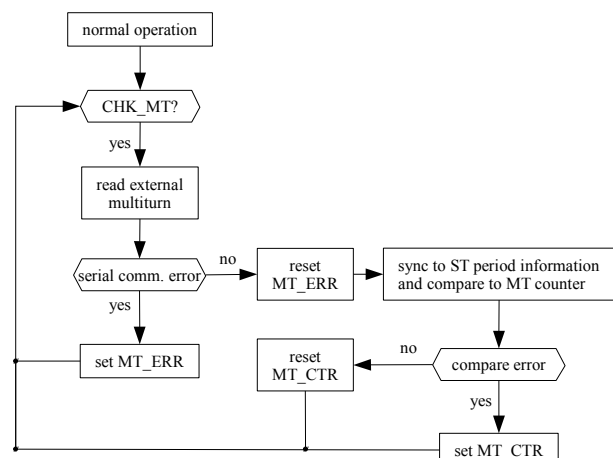 normal operation
CHK_MT?
yes
read external
multiturn
serial comm. error
no
reset
MT_ERR
sync to ST period information
and compare to MT counter
yes
set MT_ERR
reset
MT_CTR
no
compare error
yes
set MT_CTR